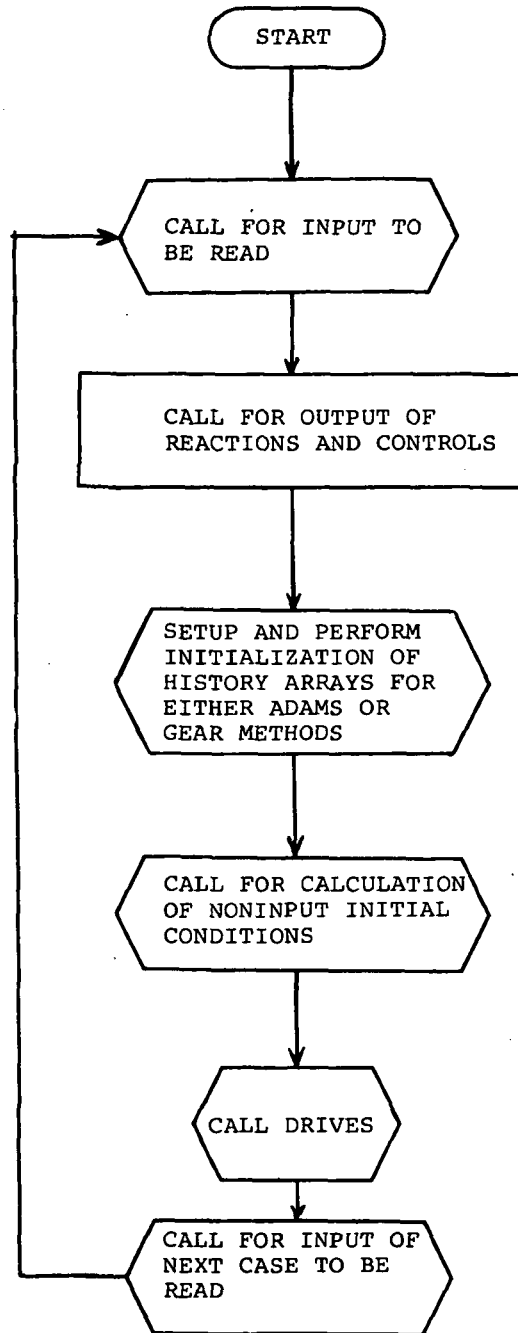 START
CALL FOR INPUT TO
BE READ
CALL FOR OUTPUT OF
REACTIONS AND CONTROLS
SETUP AND PERFORM
INITIALIZATION OF
HISTORY ARRAYS FOR
EITHER ADAMS OR
GEAR METHODS
CALL FOR CALCULATION
OF NONINPUT INITIAL
CONDITIONS
CALL DRIVES
CALL FOR INPUT OF
NEXT CASE TO BE
READ